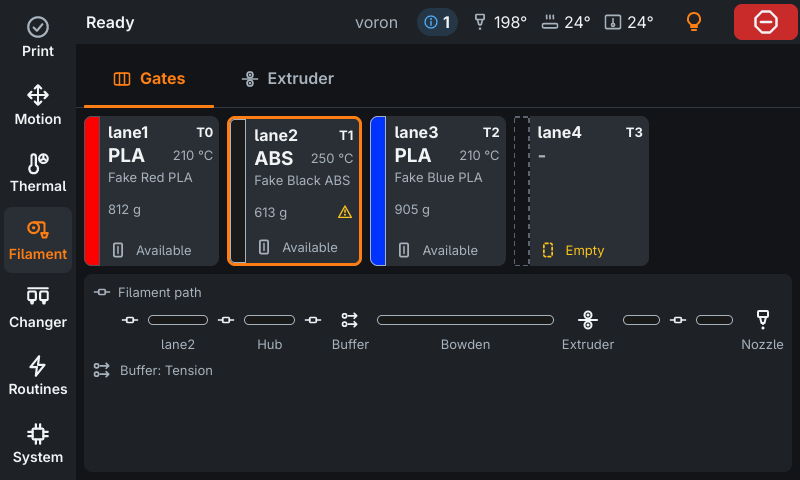 Ready
voron
1
198°
24°
24°
Print
Motion
Thermal
Filament
Changer
Routines
System
Gates
Extruder
lane1 T0
PLA 210 °C
Fake Red PLA
812 g
Available
lane2 T1
ABS 250 °C
Fake Black ABS
613 g
Available
lane3 T2
PLA 210 °C
Fake Blue PLA
905 g
Available
lane4 T3
-
Empty
Filament path
lane2 Hub Buffer Bowden Extruder Nozzle
Buffer: Tension